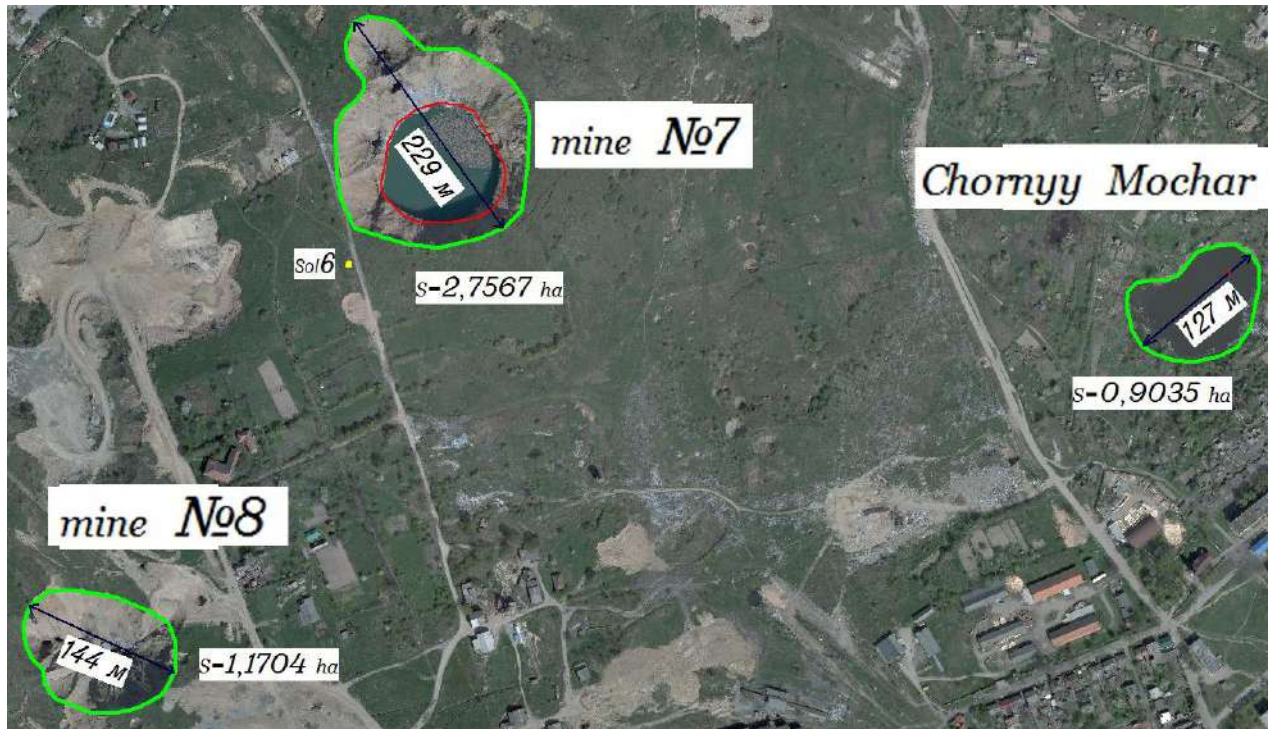 mine №7
229 м
Chornyy Mochar
Sol6
s-2,7567 ha
127 м
s-0,9035 ha
mine №8
144 м
s-1,1704 ha